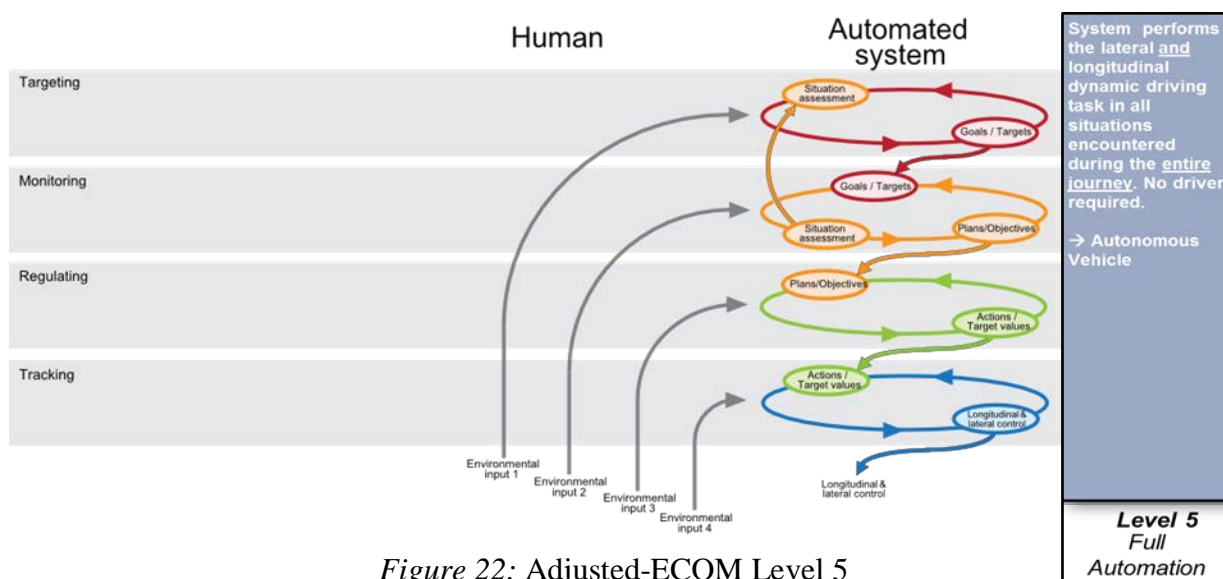 Human
Automated
system
Targeting
Situation
assessment
Goals / Targets
Monitoring
Goals / Targets
Situation
assessment
Plans/Objectives
Regulating
Plans/Objectives
Actions /
Target values
Tracking
Actions /
Target values
Longitudinal &
lateral control
Environmental
input 1
Environmental
input 2
Environmental
input 3
Environmental
input 4
Longitudinal &
lateral control
System performs
the lateral and
longitudinal
dynamic driving
task in all
situations
encountered
during the entire
journey. No driver
required.
→ Autonomous
Vehicle
Level 5
Full
Automation
Figure 22: Adjusted-ECOM Level 5